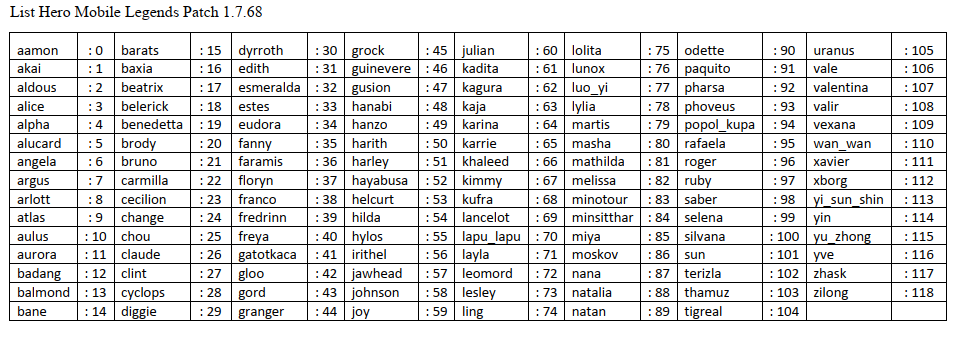 List Hero Mobile Legends Patch 1.7.68
aamon : 0 barats : 15 dyrroth : 30 grock : 45 julian : 60 lolita : 75 odette : 90 uranus : 105
akai : 1 baxia : 16 edith : 31 guinevere : 46 kadita : 61 lunox : 76 paquito : 91 vale : 106
aldous : 2 beatrix : 17 esmeralda : 32 gusion : 47 kagura : 62 luo_yi : 77 pharsa : 92 valentina : 107
alice : 3 belerick : 18 estes : 33 hanabi : 48 kaja : 63 lylia : 78 phoveus : 93 valir : 108
alpha : 4 benedetta : 19 eudora : 34 hanzo : 49 karina : 64 martis : 79 popol_kupa : 94 vexana : 109
alucard : 5 brody : 20 fanny : 35 harith : 50 karrie : 65 masha : 80 rafaela : 95 wan_wan : 110
angela : 6 bruno : 21 faramis : 36 harley : 51 khaleed : 66 mathilda : 81 roger : 96 xavier : 111
argus : 7 carmilla : 22 floryn : 37 hayabusa : 52 kimmy : 67 melissa : 82 ruby : 97 xborg : 112
arlott : 8 cecilion : 23 franco : 38 helcurt : 53 kufra : 68 minotour : 83 saber : 98 yi_sun_shin : 113
atlas : 9 change : 24 fredrinn : 39 hilda : 54 lancelot : 69 minsitthar : 84 selena : 99 yin : 114
aulus : 10 chou : 25 freya : 40 hylos : 55 lapu_lapu : 70 miya : 85 silvana : 100 yu_zhong : 115
aurora : 11 claude : 26 gatotkaca : 41 irithel : 56 layla : 71 moskov : 86 sun : 101 yve : 116
badang : 12 clint : 27 gloo : 42 jawhead : 57 leomord : 72 nana : 87 terizla : 102 zhask : 117
balmond : 13 cyclops : 28 gord : 43 johnson : 58 lesley : 73 natalia : 88 thamuz : 103 zilong : 118
bane : 14 diggie : 29 granger : 44 joy : 59 ling : 74 natan : 89 tigreal : 104